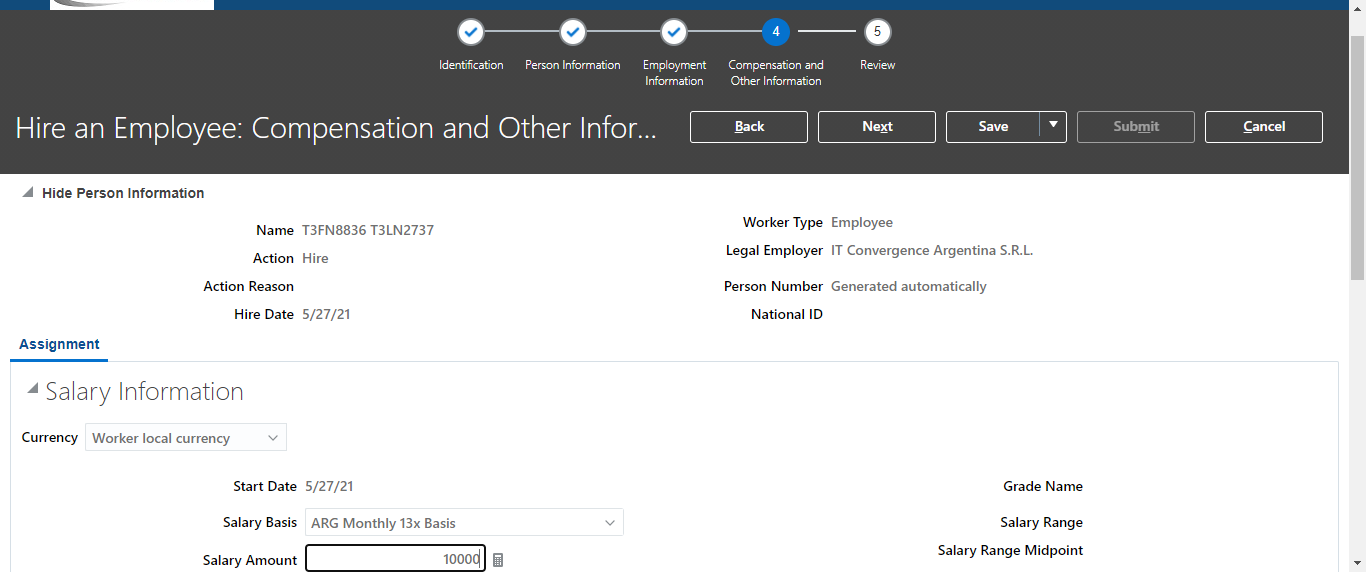 4
5
Identification
Person Information
Employment
Information
Compensation and
Other Information
Review
Hire an Employee: Compensation and Other Infor...
Back
Next
Save
Submit
Cancel
Hide Person Information
Name T3FN8836 T3LN2737
Action Hire
Action Reason
Hire Date 5/27/21
Worker Type Employee
Legal Employer IT Convergence Argentina S.R.L.
Person Number Generated automatically
National ID
Assignment
Salary Information
Currency Worker local currency
Start Date 5/27/21
Salary Basis ARG Monthly 13x Basis
Salary Amount 10000
Grade Name
Salary Range
Salary Range Midpoint